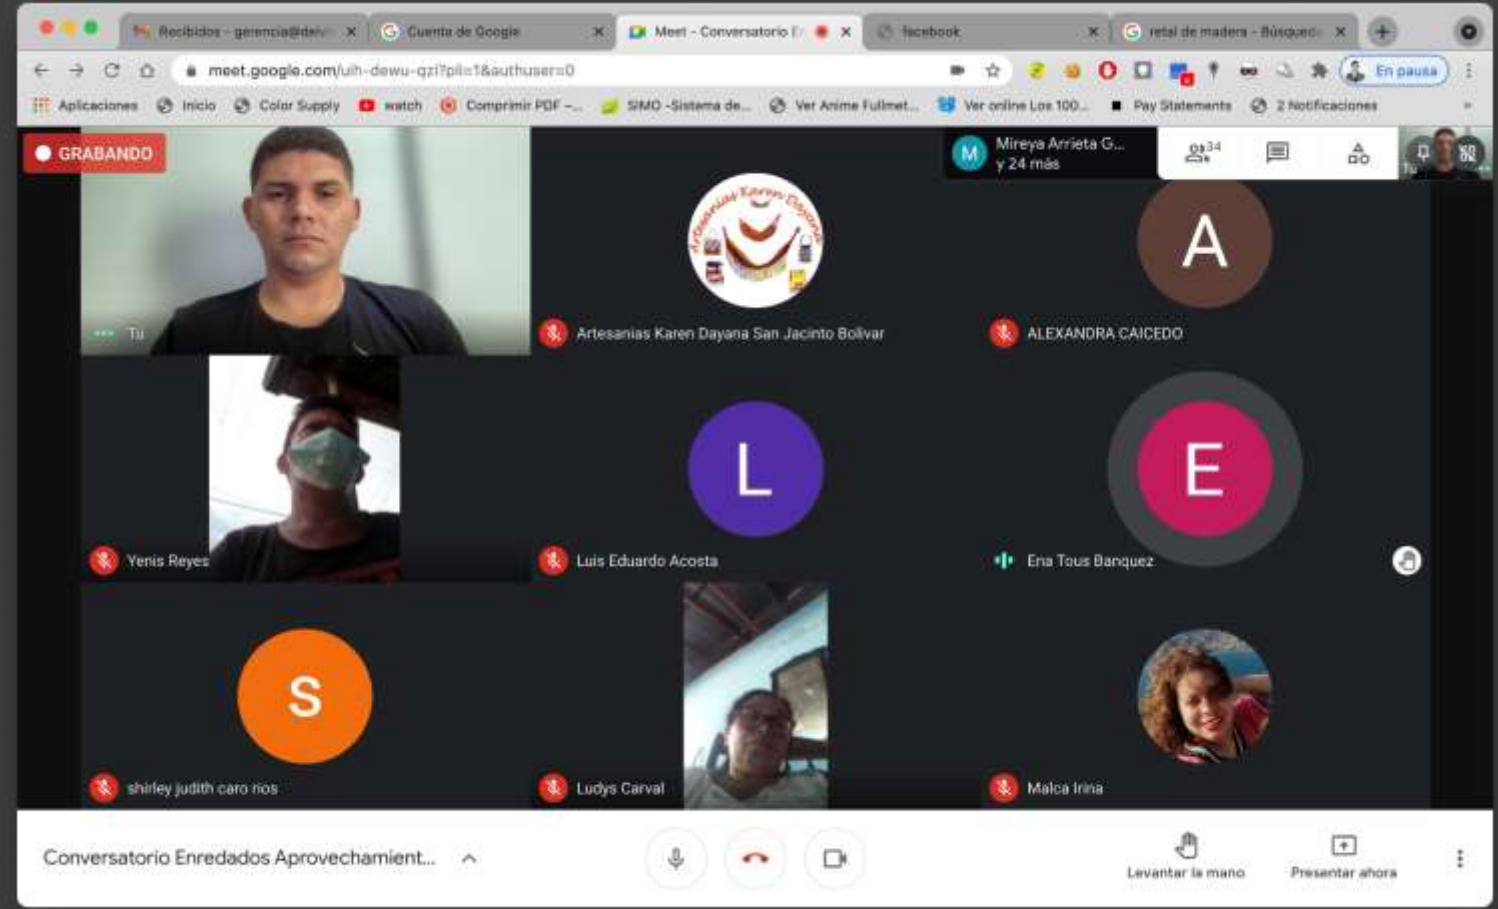 Recibidos - gerencia@deivi
Cuenta de Google
Meet - Conversatorio E
facebook
retal de madera - Búsqued
meet.google.com/uih-dewu-qzi?pli=1&authuser=0
En pausa
Aplicaciones
Inicio
Color Supply
watch
Comprimir PDF -...
SIMO -Sistema de...
Ver Anime Fullmet...
Ver online Los 100...
Pay Statements
2 Notificaciones
GRABANDO
M
Mireya Arrieta G...
y 24 más
34
Tú
Artesanias Karen Dayana
Artesanias Karen Dayana San Jacinto Bolivar
A
ALEXANDRA CAICEDO
Yenis Reyes
L
Luis Eduardo Acosta
E
Ena Tous Banquez
S
shirley judith caro rios
Ludys Carval
Malca Irina
Conversatorio Enredados Aprovechamient...
Levantar la mano
Presentar ahora